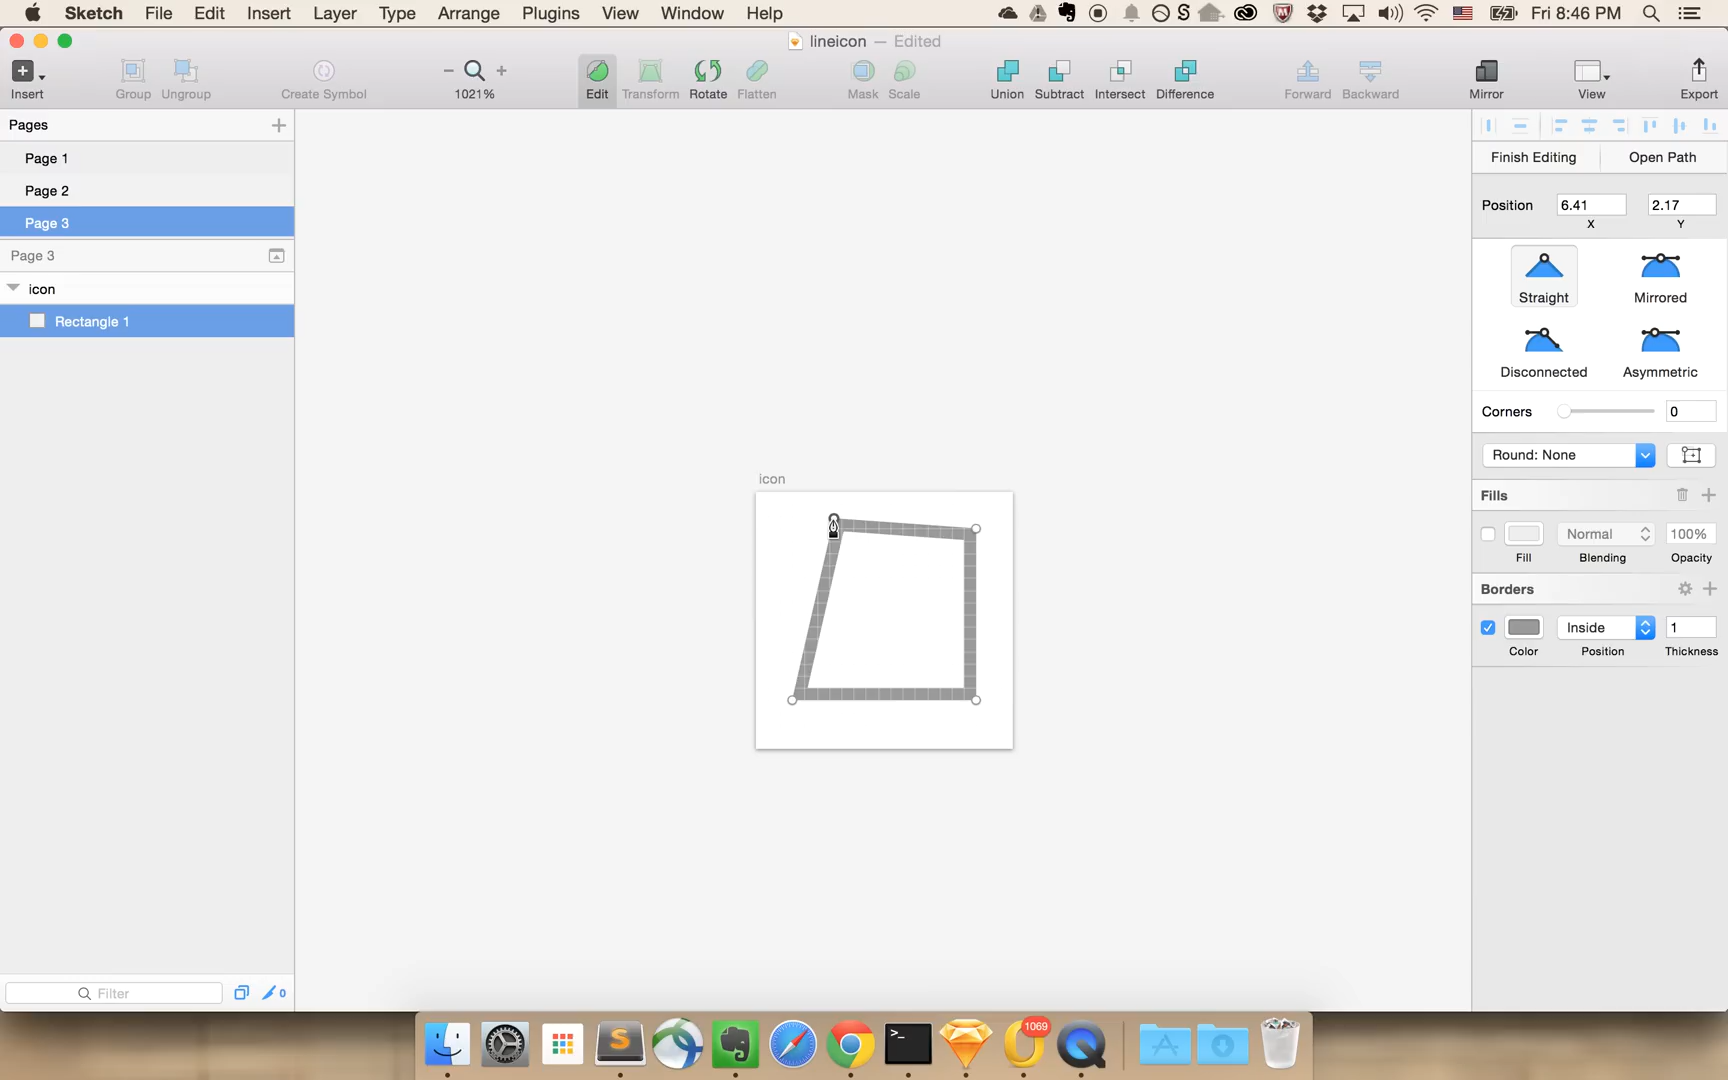 Sketch File Edit Insert Layer Type Arrange Plugins View Window Help Fri 8:46 PM
lineicon — Edited
Insert Group Ungroup Create Symbol 1021% Edit Transform Rotate Flatten Mask Scale Union Subtract Intersect Difference Forward Backward Mirror View Export
Pages
Page 1
Page 2
Page 3
Page 3
icon
Rectangle 1
Filter
0
icon
Finish Editing Open Path
Position 6.41 2.17
X Y
Straight Mirrored
Disconnected Asymmetric
Corners 0
Round: None
Fills
Normal 100%
Fill Blending Opacity
Borders
Inside 1
Color Position Thickness
S
1069